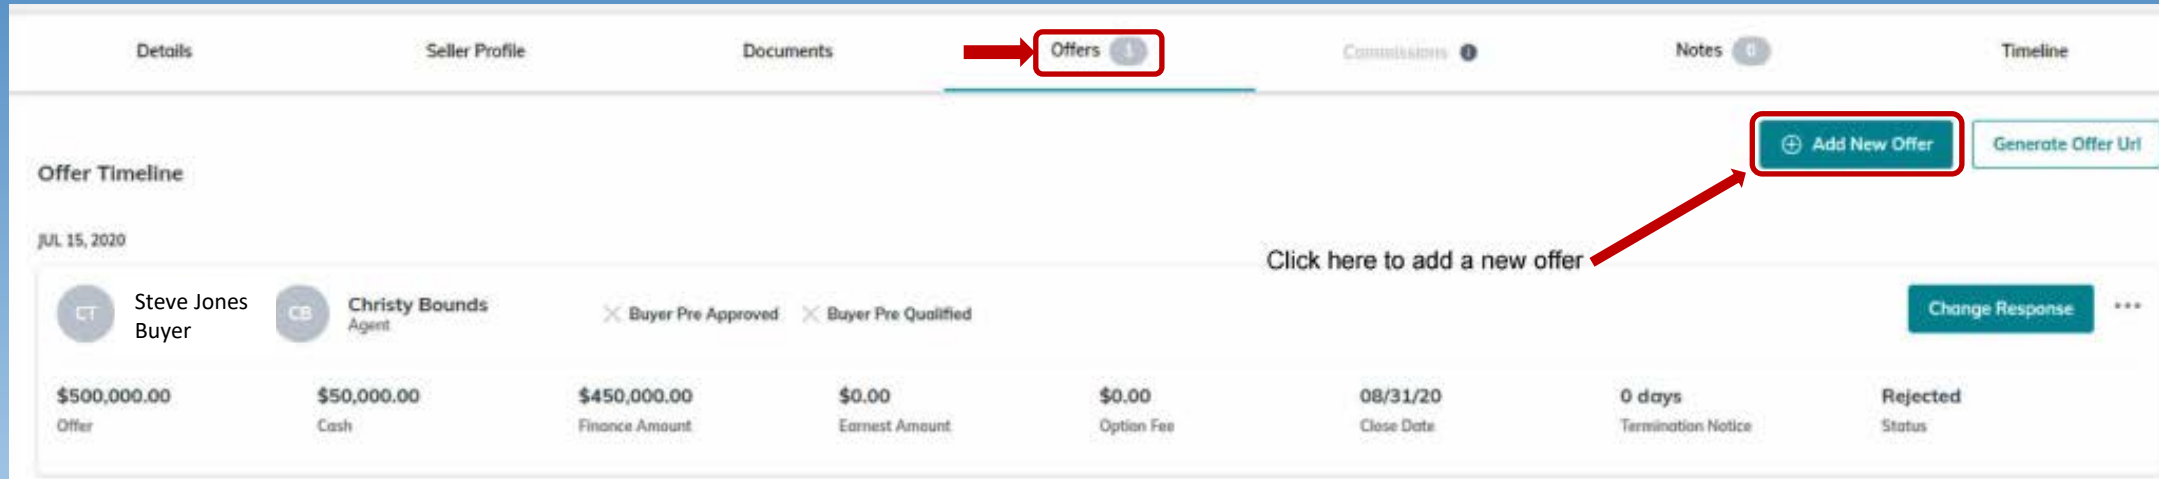 Details Seller Profile Documents Offers 1 Commissions Notes 0 Timeline
Add New Offer Generate Offer Url
Offer Timeline
JUL 15, 2020
Click here to add a new offer
CT Steve Jones CB Christy Bounds Buyer Pre Approved Buyer Pre Qualified Change Response ...
Buyer Agent
$500,000.00 $50,000.00 $450,000.00 $0.00 $0.00 08/31/20 0 days Rejected
Offer Cash Finance Amount Earnest Amount Option Fee Close Date Termination Notice Status